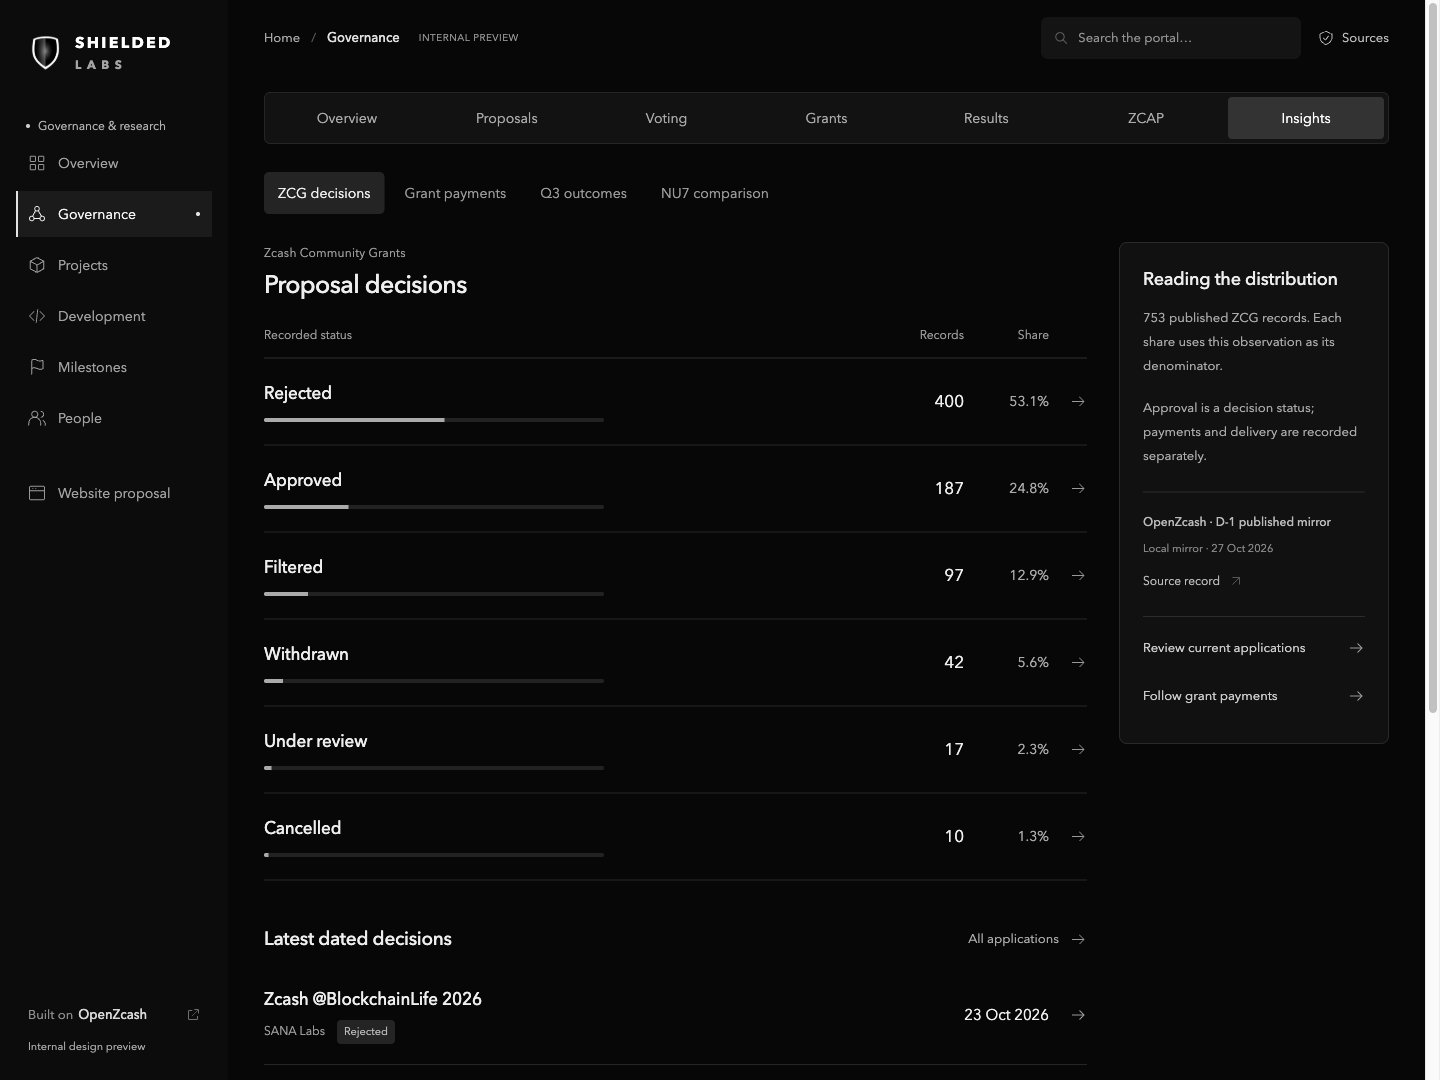 SHIELDED
LABS
Governance & research
Overview
Governance
Projects
Development
Milestones
People
Website proposal
Built on OpenZcash
Internal design preview
Home / Governance INTERNAL PREVIEW
Search the portal...
Sources
Overview Proposals Voting Grants Results ZCAP Insights
ZCG decisions Grant payments Q3 outcomes NU7 comparison
Zcash Community Grants
Proposal decisions
Recorded status Records Share
Rejected 400 53.1%
Approved 187 24.8%
Filtered 97 12.9%
Withdrawn 42 5.6%
Under review 17 2.3%
Cancelled 10 1.3%
Latest dated decisions All applications
Zcash @BlockchainLife 2026
SANA Labs Rejected 23 Oct 2026
Reading the distribution
753 published ZCG records. Each
share uses this observation as its
denominator.
Approval is a decision status;
payments and delivery are recorded
separately.
OpenZcash · D-1 published mirror
Local mirror · 27 Oct 2026
Source record
Review current applications
Follow grant payments